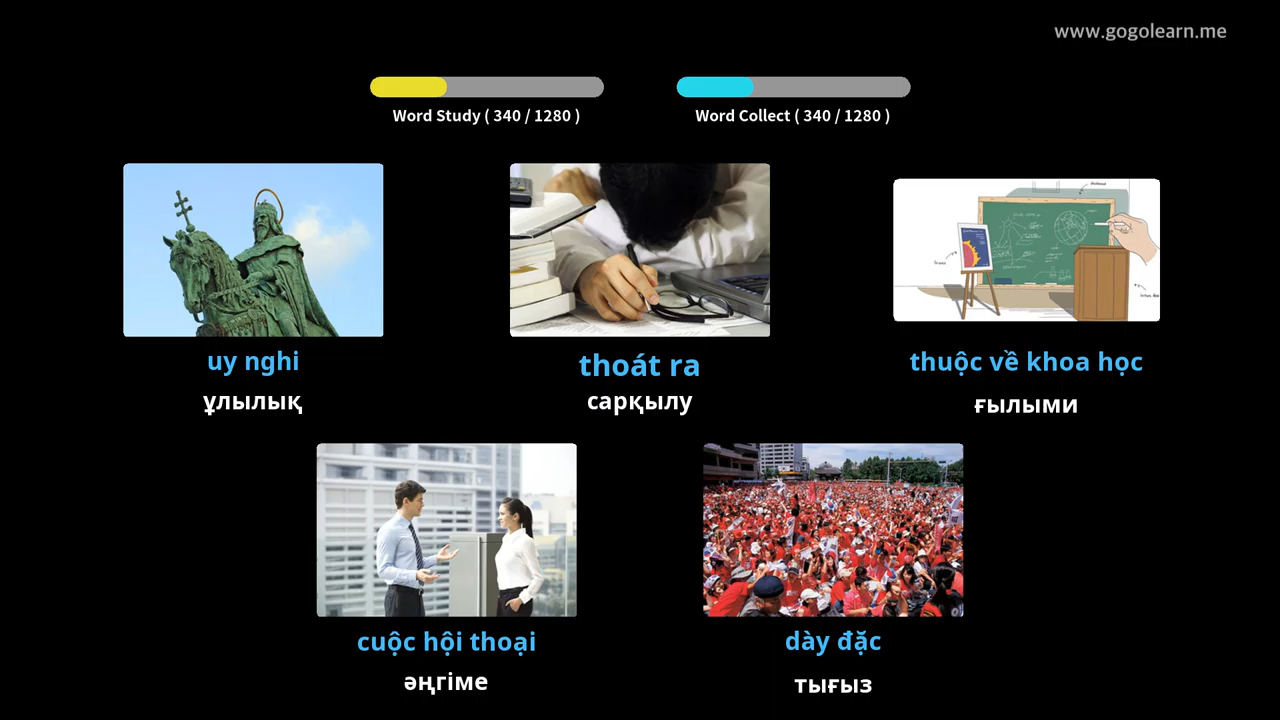 www.gogolearn.me
Word Study ( 340 / 1280 )
Word Collect ( 340 / 1280 )
uy nghi
ұлылық
thoát ra
сарқылу
thuộc về khoa học
ғылыми
cuộc hội thoại
әңгіме
dày đặc
тығыз